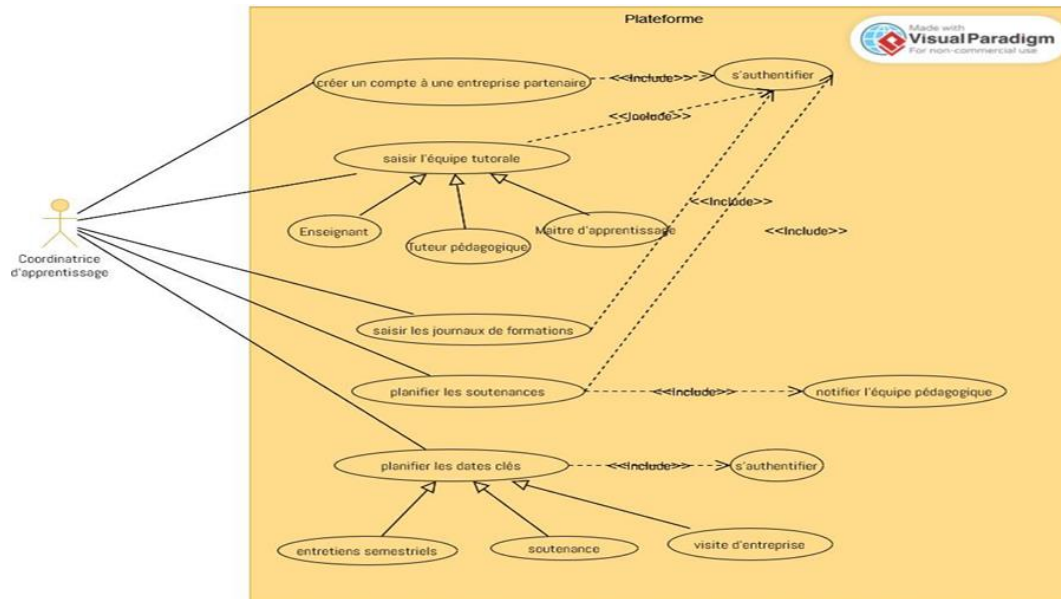 Plateforme
Made with
VisualParadigm
For non-commercial use
créer un compte à une entreprise partenaire
<<Include>>
s'authentifier
<<Include>>
saisir l'équipe tutorale
Enseignant
Tuteur pédagogique
Maitre d'apprentissage
<<Include>>
<<Include>>
Coordinatrice
d'apprentissage
saisir les journaux de formations
planifier les soutenances
<<Include>>
notifier l'équipe pédagogique
planifier les dates clés
<<Include>>
s'authentifier
entretiens semestriels
soutenance
visite d'entreprise